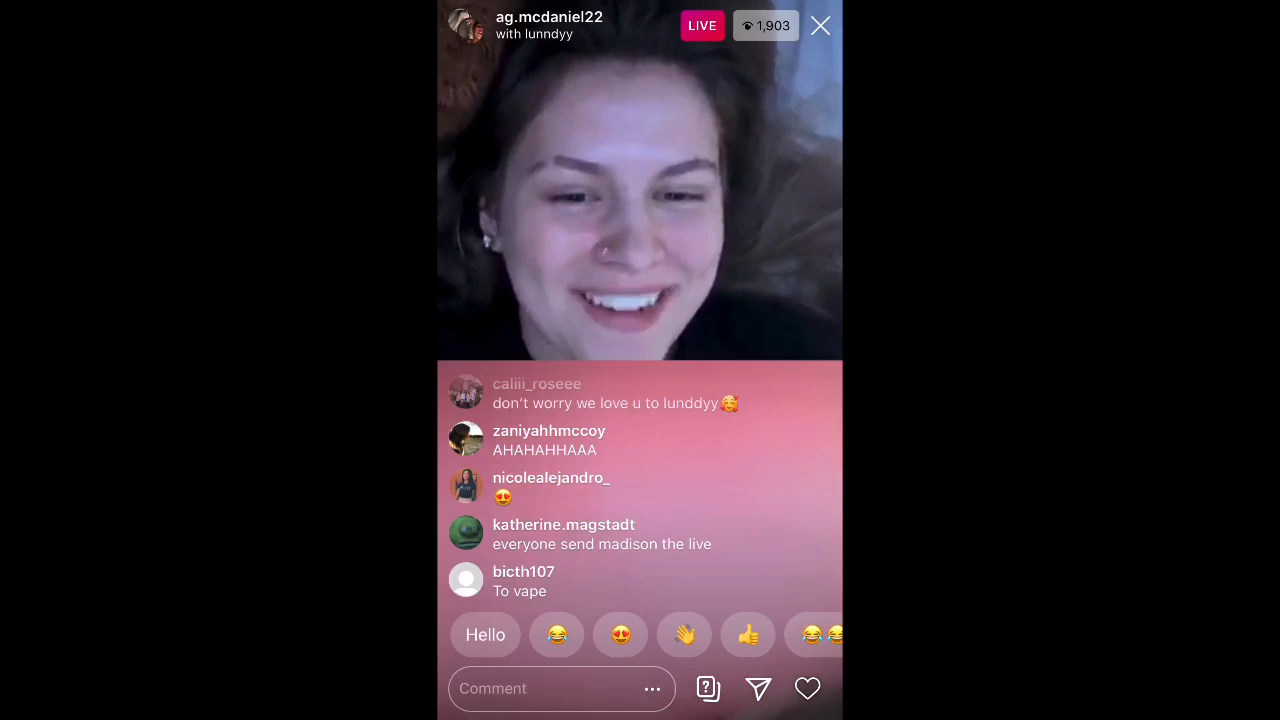 ag.mcdaniel22
with lunndyy
LIVE
1,903
caliii_roseee
don't worry we love u to lunddyy🥰
zaniyahhmccoy
AHAHAHHAAA
nicolealejandro_
😍
katherine.magstadt
everyone send madison the live
bicth107
To vape
Hello 😂 😍 👋 👍 😂😂
Comment